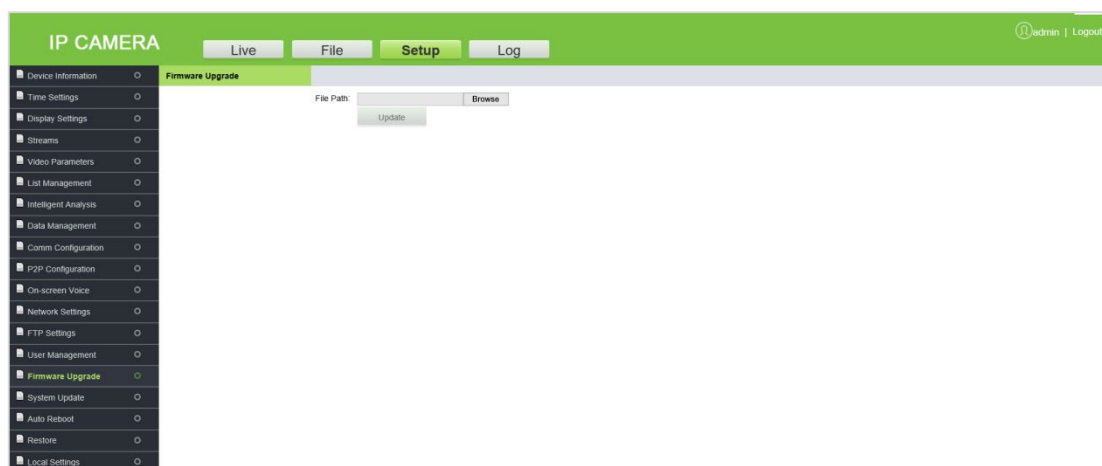 IP CAMERA
Live File Setup Log
admin | Logout
Device Information
Time Settings
Display Settings
Streams
Video Parameters
List Management
Intelligent Analysis
Data Management
Comm Configuration
P2P Configuration
On-screen Voice
Network Settings
FTP Settings
User Management
Firmware Upgrade
System Update
Auto Reboot
Restore
Local Settings
Firmware Upgrade
File Path: Browse
Update